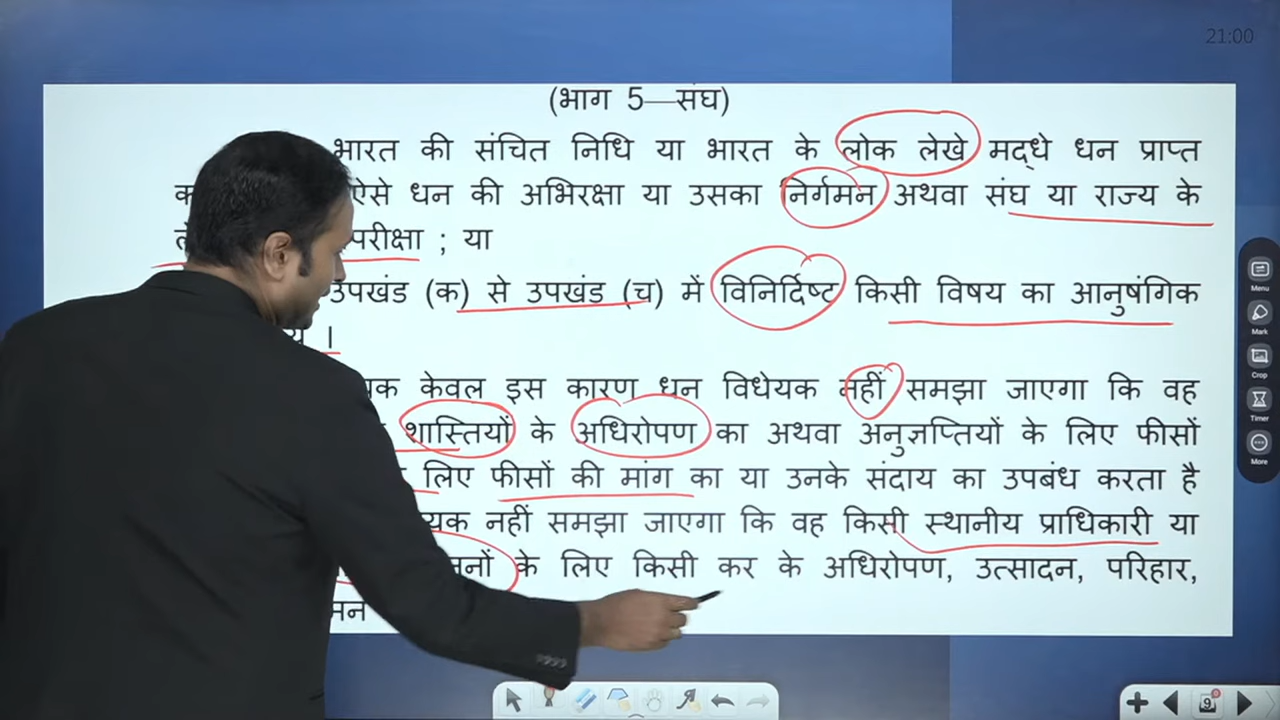 21:00
(भाग 5—संघ)
भारत की संचित निधि या भारत के लोक लेखे मद्धे धन प्राप्त
ऐसे धन की अभिरक्षा या उसका निर्गमन अथवा संघ या राज्य के
परीक्षा ; या
उपखंड (क) से उपखंड (च) में विनिर्दिष्ट किसी विषय का आनुषंगिक
।
केवल इस कारण धन विधेयक नहीं समझा जाएगा कि वह
शास्तियों के अधिरोपण का अथवा अनुज्ञप्तियों के लिए फीसों
लिए फीसों की मांग का या उनके संदाय का उपबंध करता है
नहीं समझा जाएगा कि वह किसी स्थानीय प्राधिकारी या
के लिए किसी कर के अधिरोपण, उत्सादन, परिहार,
Menu
Mark
Crop
Timer
More
9